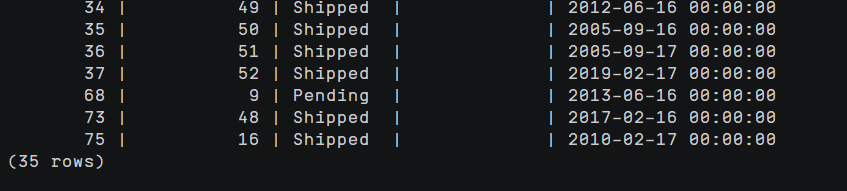 34 | 49 | Shipped | | 2012-06-16 00:00:00
35 | 50 | Shipped | | 2005-09-16 00:00:00
36 | 51 | Shipped | | 2005-09-17 00:00:00
37 | 52 | Shipped | | 2019-02-17 00:00:00
68 | 9 | Pending | | 2013-06-16 00:00:00
73 | 48 | Shipped | | 2017-02-16 00:00:00
75 | 16 | Shipped | | 2010-02-17 00:00:00
(35 rows)